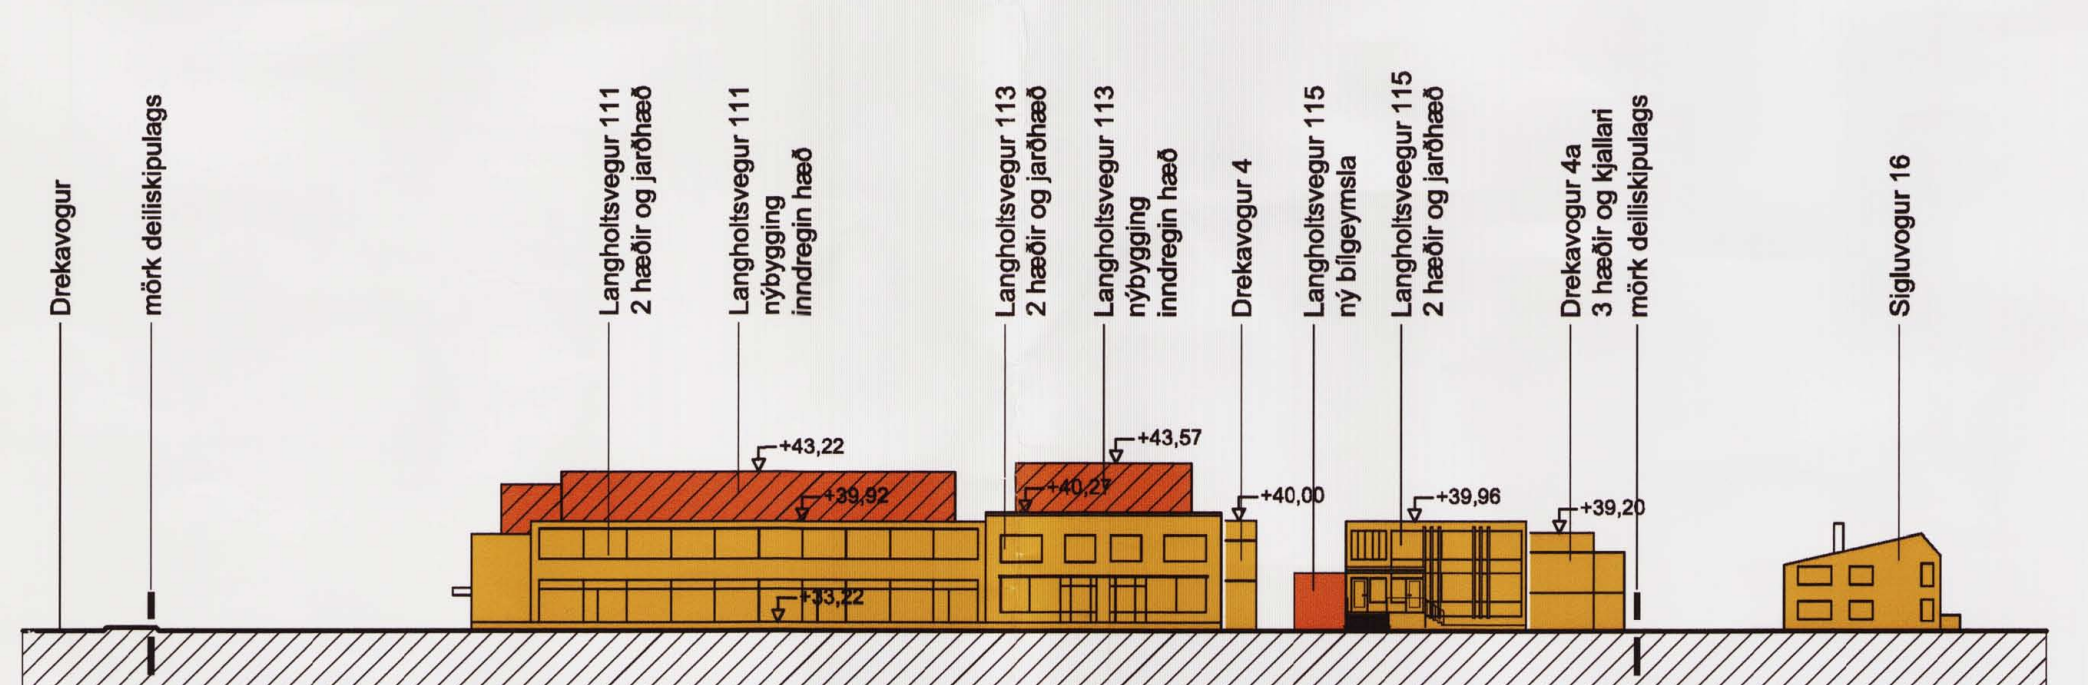 Drekavogur
mörk deiliskipulags
Langholtsvegur 111
2 hæðir og jarðhæð
Langholtsvegur 111
nýbygging
inndregin hæð
Langholtsvegur 113
2 hæðir og jarðhæð
Langholtsvegur 113
nýbygging
inndregin hæð
Drekavogur 4
Langholtsvegur 115
ný bílgeymsla
Langholtsveegur 115
2 hæðir og jarðhæð
Drekavogur 4a
3 hæðir og kjallari
mörk deiliskipulags
Sigluvogur 16
+43,22
+39,92
+33,22
+43,57
+40,27
+40,00
+39,96
+39,20